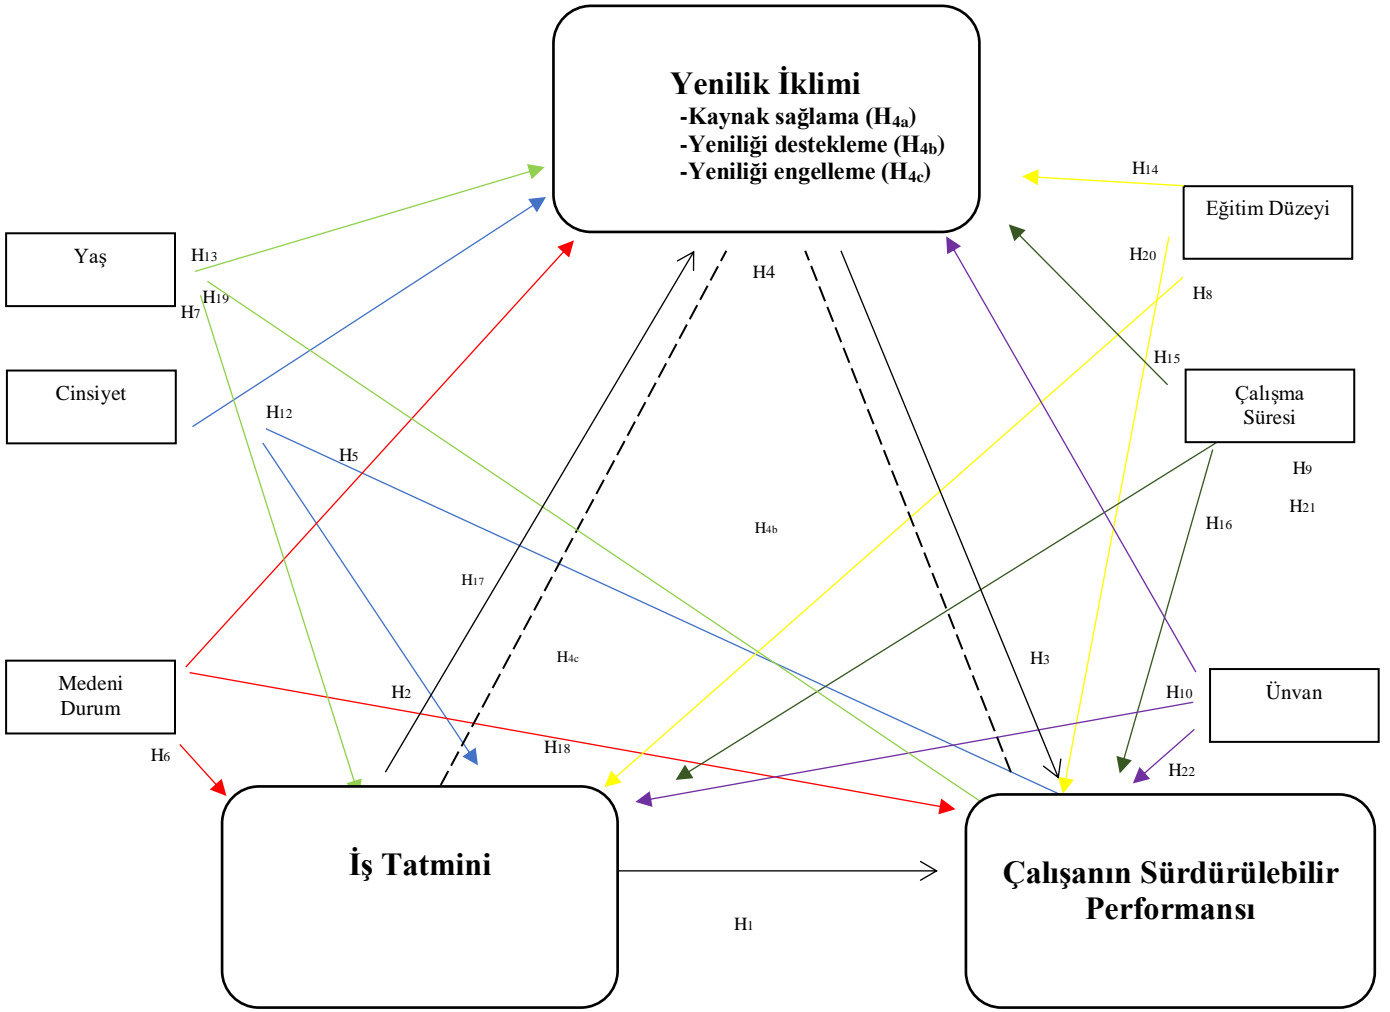 Yenilik İklimi
-Kaynak sağlama (H4a)
-Yeniliği destekleme (H4b)
-Yeniliği engelleme (H4c)
H14
Eğitim Düzeyi
Yaş
H13
H20
H4
H19
H8
H7
H15
Cinsiyet
Çalışma
Süresi
H12
H5
H9
H21
H16
H4b
H17
H4c
H3
Medeni
Durum
H2
H10
Ünvan
H6
H18
H22
İş Tatmini
Çalışanın Sürdürülebilir
Performansı
H1